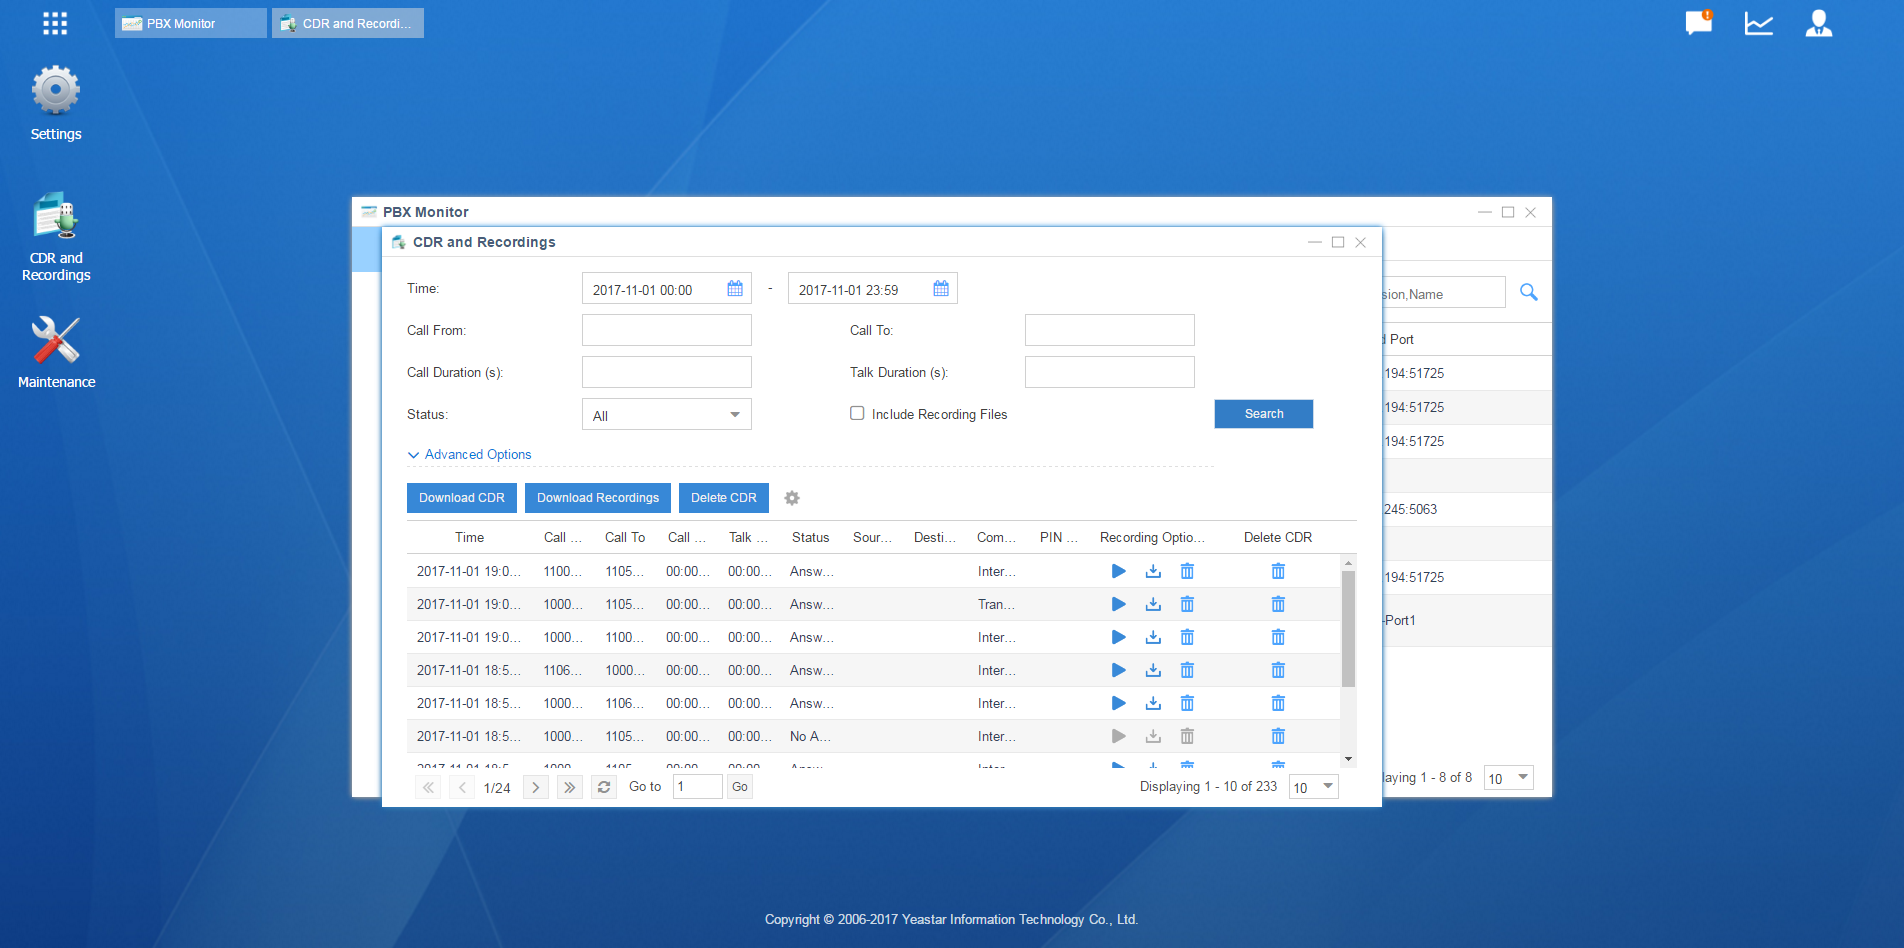 PBX Monitor
CDR and Recordi...
Settings
CDR and
Recordings
Maintenance
PBX Monitor
CDR and Recordings
Time:
2017-11-01 00:00
-
2017-11-01 23:59
Call From:
Call To:
Call Duration (s):
Talk Duration (s):
Status:
All
Include Recording Files
Search
Advanced Options
Download CDR
Download Recordings
Delete CDR
Time Call ... Call To Call ... Talk ... Status Sour... Desti... Com... PIN ... Recording Optio... Delete CDR
2017-11-01 19:0... 1100... 1105... 00:00... 00:00... Answ... Inter...
2017-11-01 19:0... 1000... 1105... 00:00... 00:00... Answ... Tran...
2017-11-01 19:0... 1000... 1100... 00:00... 00:00... Answ... Inter...
2017-11-01 18:5... 1106... 1000... 00:00... 00:00... Answ... Inter...
2017-11-01 18:5... 1000... 1106... 00:00... 00:00... Answ... Inter...
2017-11-01 18:5... 1000... 1105... 00:00... 00:00... No A... Inter...
1/24
Go to
1
Go
Displaying 1 - 10 of 233
10
sion,Name
Port
194:51725
194:51725
194:51725
245:5063
194:51725
-Port1
laying 1 - 8 of 8
10
Copyright © 2006-2017 Yeastar Information Technology Co., Ltd.